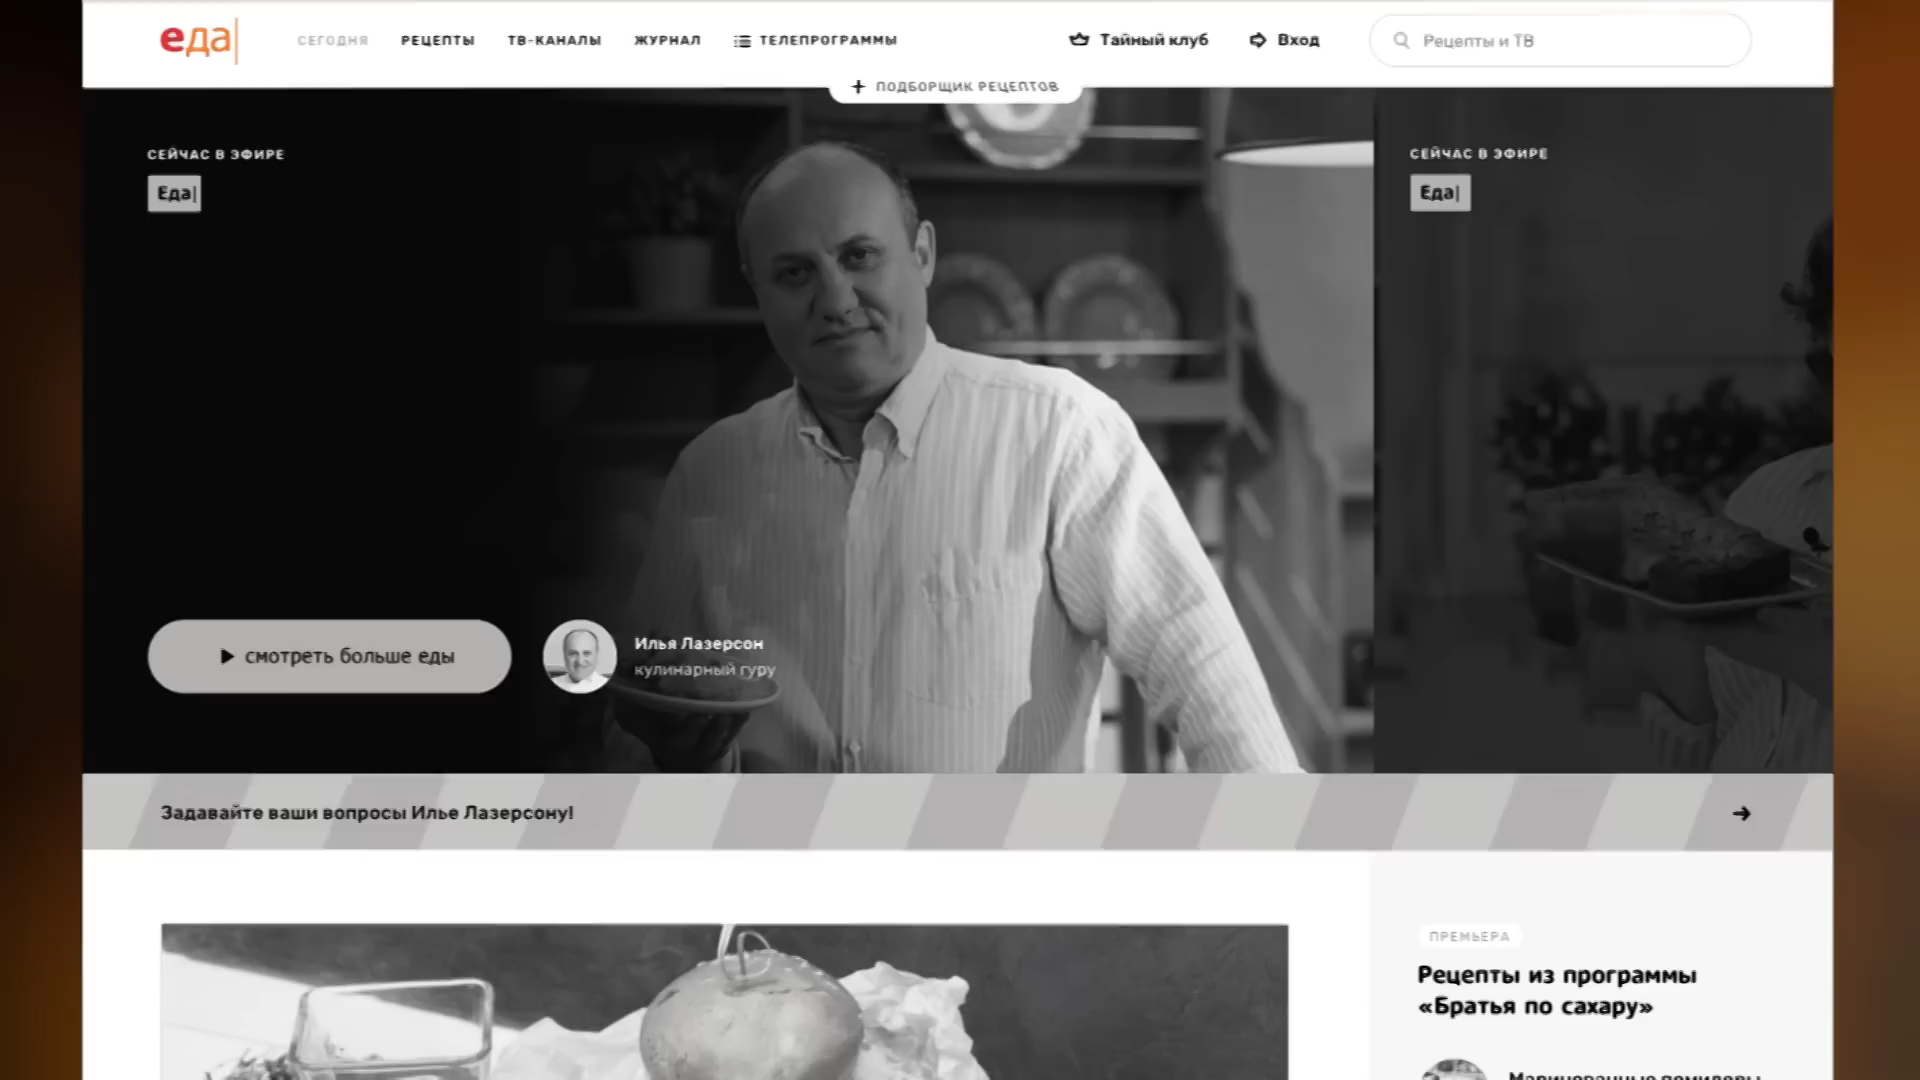 еда|
СЕГОДНЯ
РЕЦЕПТЫ
ТВ-КАНАЛЫ
ЖУРНАЛ
ТЕЛЕПРОГРАММЫ
Тайный клуб
Вход
Рецепты и ТВ
ПОДБОРЩИК РЕЦЕПТОВ
СЕЙЧАС В ЭФИРЕ
Еда|
СЕЙЧАС В ЭФИРЕ
Еда|
смотреть больше еды
Илья Лазерсон
кулинарный гуру
Задавайте ваши вопросы Илье Лазерсону!
ПРЕМЬЕРА
Рецепты из программы
«Братья по сахару»
Маринованные помидоры